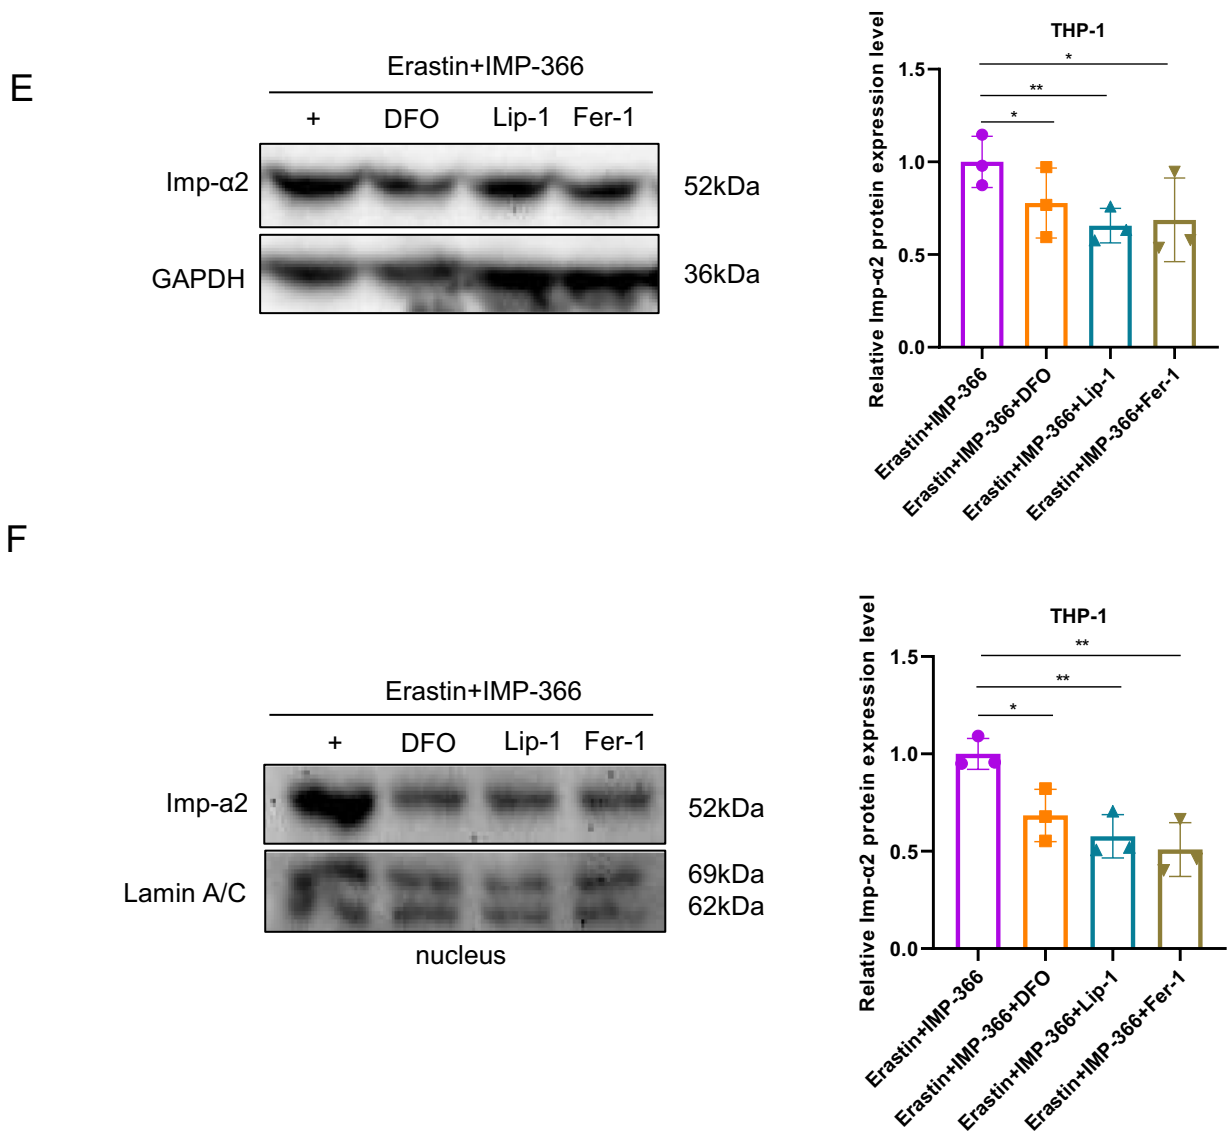 E
Erastin+IMP-366
+ DFO Lip-1 Fer-1
Imp-α2
52kDa
GAPDH
36kDa
THP-1
Relative Imp-α2 protein expression level
1.5
1.0
0.5
0.0
*
**
*
Erastin+IMP-366
Erastin+IMP-366+DFO
Erastin+IMP-366+Lip-1
Erastin+IMP-366+Fer-1
F
Erastin+IMP-366
+ DFO Lip-1 Fer-1
Imp-a2
52kDa
Lamin A/C
69kDa
62kDa
nucleus
THP-1
Relative Imp-α2 protein expression level
1.5
1.0
0.5
0.0
**
**
*
Erastin+IMP-366
Erastin+IMP-366+DFO
Erastin+IMP-366+Lip-1
Erastin+IMP-366+Fer-1